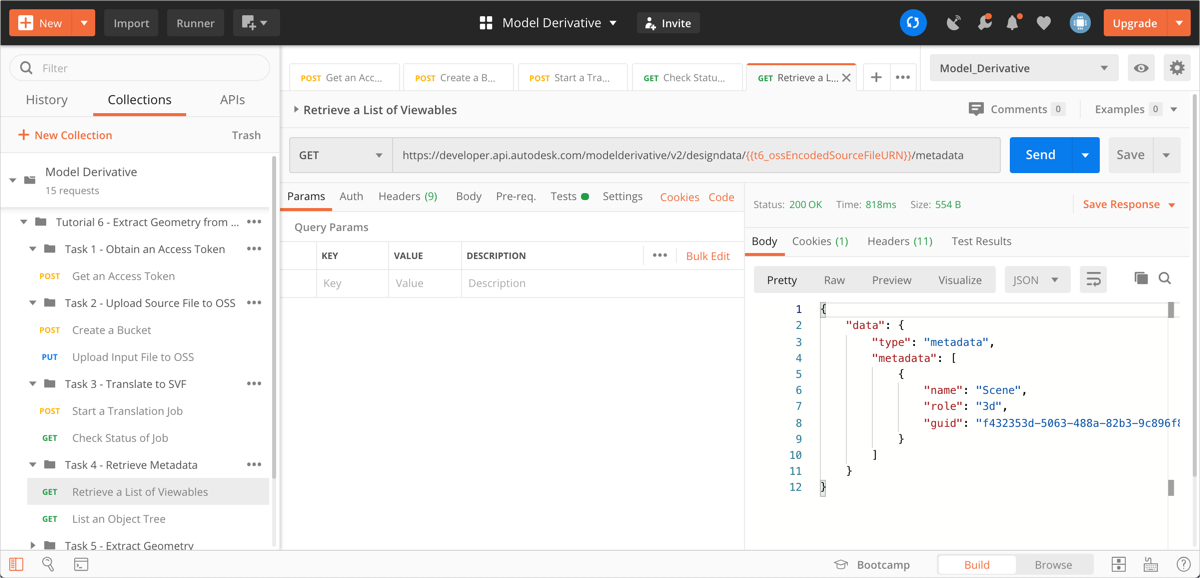 New Import Runner Model Derivative Invite Upgrade
Filter
History Collections APIs
New Collection Trash
Model Derivative
15 requests
Tutorial 6 - Extract Geometry from ...
Task 1 - Obtain an Access Token
POST Get an Access Token
Task 2 - Upload Source File to OSS
POST Create a Bucket
PUT Upload Input File to OSS
Task 3 - Translate to SVF
POST Start a Translation Job
GET Check Status of Job
Task 4 - Retrieve Metadata
GET Retrieve a List of Viewables
GET List an Object Tree
Task 5 - Extract Geometry
POST Get an Acc... POST Create a B... POST Start a Tra... GET Check Statu... GET Retrieve a L... Model_Derivative
Retrieve a List of Viewables Comments 0 Examples 0
GET https://developer.api.autodesk.com/modelderivative/v2/designdata/{{t6_ossEncodedSourceFileURN}}/metadata Send Save
Params Auth Headers (9) Body Pre-req. Tests Settings Cookies Code
Query Params
KEY VALUE DESCRIPTION Bulk Edit
Key Value Description
Status: 200 OK Time: 818ms Size: 554 B Save Response
Body Cookies (1) Headers (11) Test Results
Pretty Raw Preview Visualize JSON
1 {
2 "data": {
3 "type": "metadata",
4 "metadata": [
5 {
6 "name": "Scene",
7 "role": "3d",
8 "guid": "f432353d-5063-488a-82b3-9c896f8
9 }
10 ]
11 }
12 }
Bootcamp Build Browse